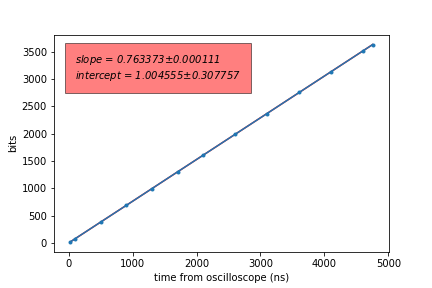 slope = 0.763373±0.000111
intercept = 1.004555±0.307757
3500
3000
2500
2000
1500
1000
500
0
bits
0 1000 2000 3000 4000 5000
time from oscilloscope (ns)